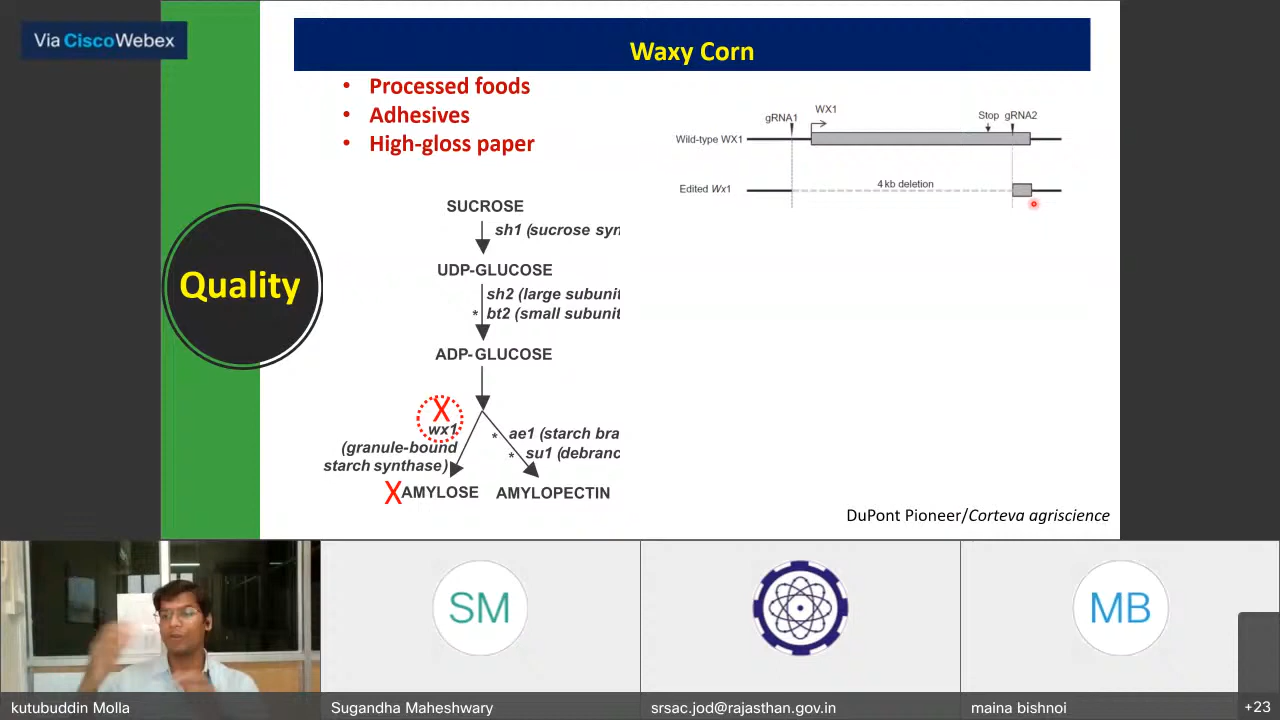 Via Cisco Webex
Waxy Corn
• Processed foods
• Adhesives
• High-gloss paper
gRNA1
WX1
Stop gRNA2
Wild-type WX1
Edited Wx1
4 kb deletion
Quality
SUCROSE
sh1 (sucrose syn
UDP-GLUCOSE
sh2 (large subunit
* bt2 (small subunit
ADP-GLUCOSE
X
wx1
(granule-bound
starch synthase)
* ae1 (starch bra
* su1 (debranc
X AMYLOSE
AMYLOPECTIN
DuPont Pioneer/Corteva agriscience
SM
MB
kutubuddin Molla
Sugandha Maheshwary
srsac.jod@rajasthan.gov.in
maina bishnoi
+23